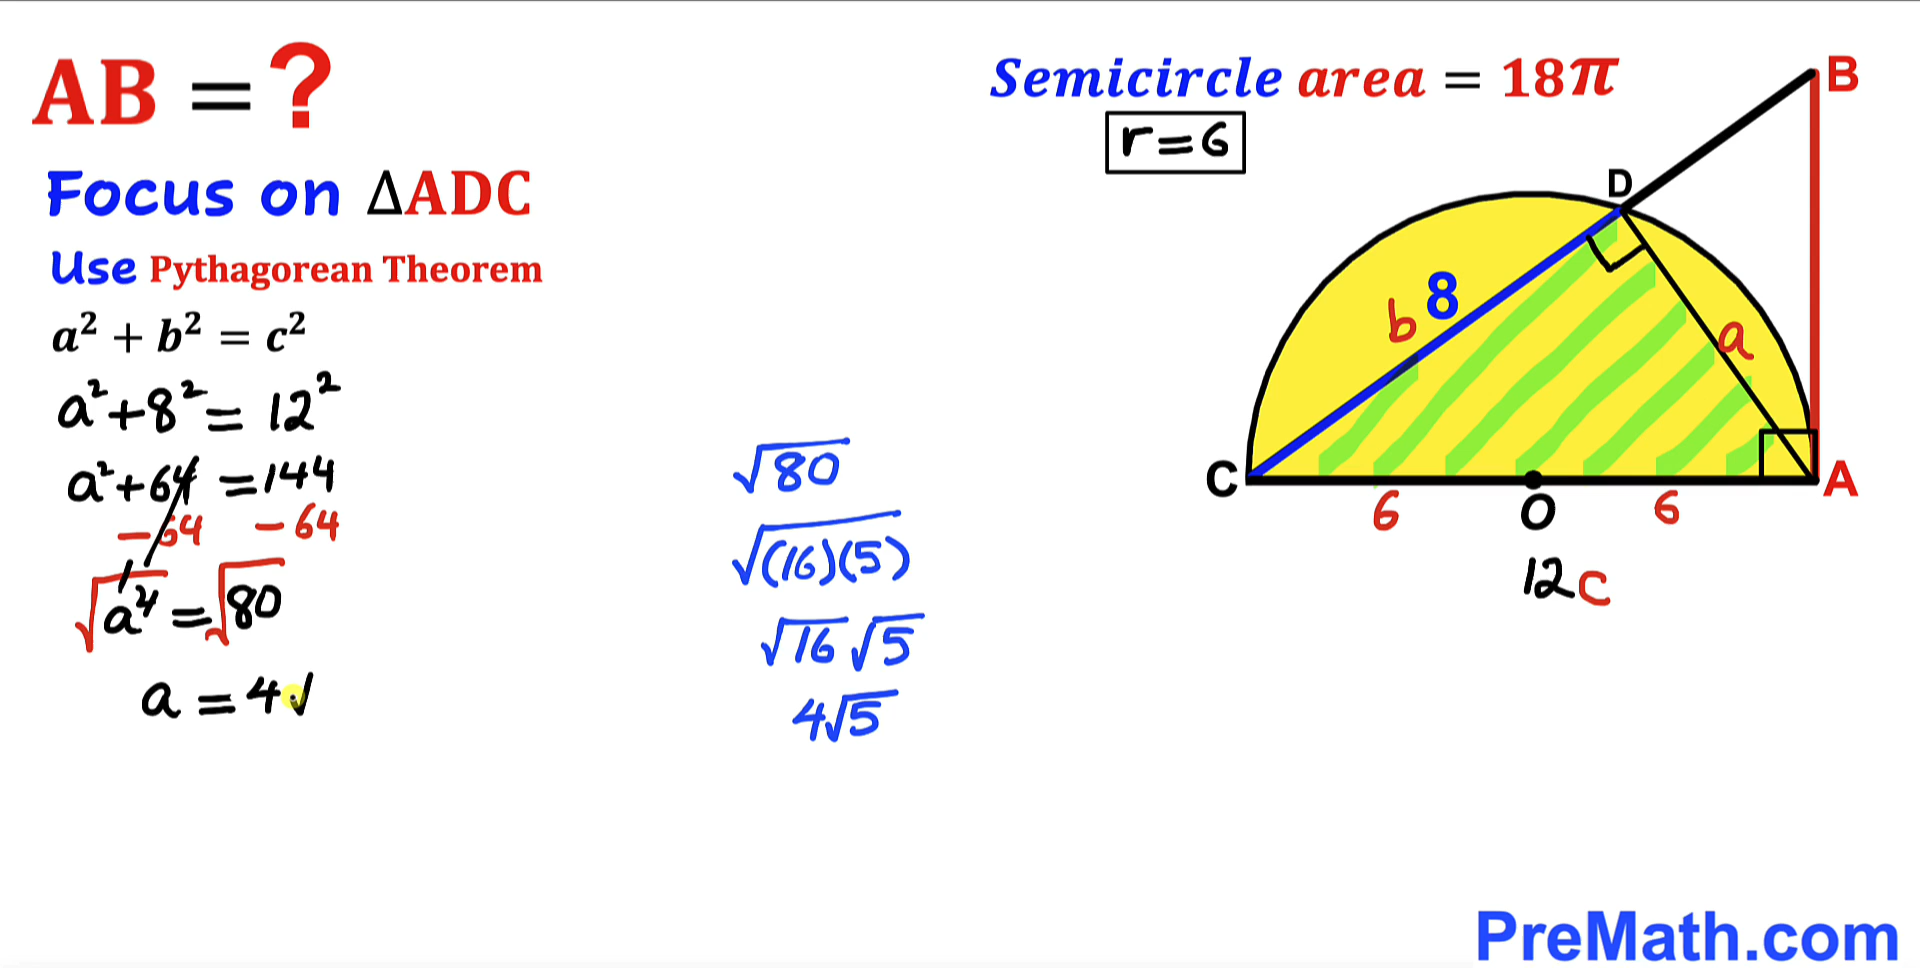 AB = ?
Semicircle area = 18π
r = 6
Focus on ΔADC
Use Pythagorean Theorem
a² + b² = c²
a² + 8² = 12²
a² + 64 = 144
- 64 - 64
√a² = √80
a = 4√
√80
√(16)(5)
√16 √5
4√5
B
D
b 8
a
C
A
6
O
6
12 c
PreMath.com